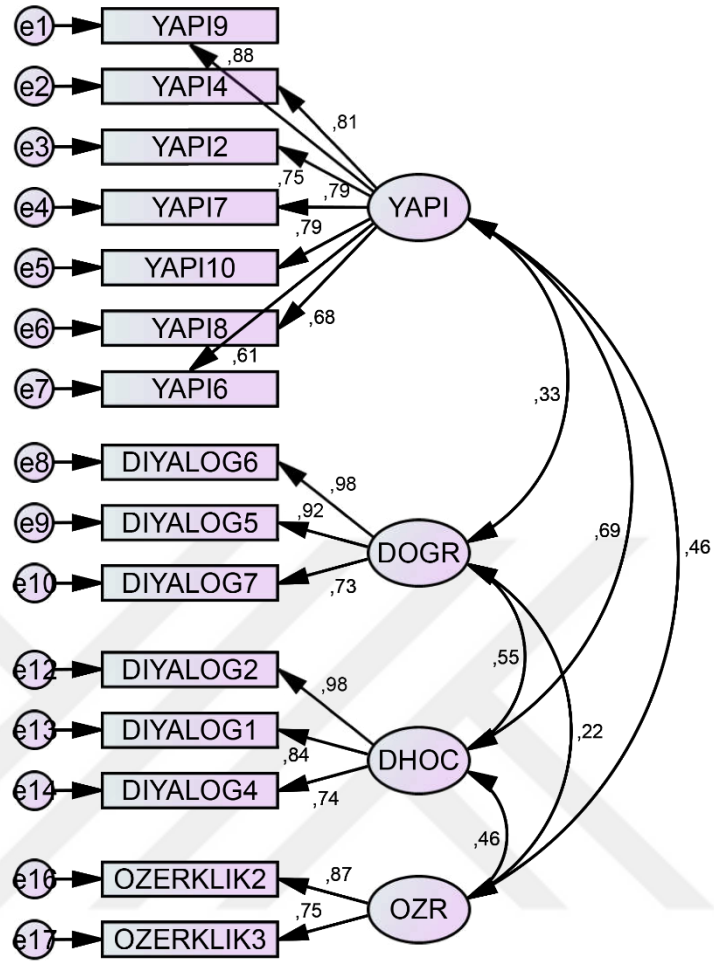 e1 YAPI9
,88
e2 YAPI4
,81
e3 YAPI2
,75
e4 YAPI7 ,79 YAPI
,79
e5 YAPI10
e6 YAPI8 ,68
,61
e7 YAPI6
,33
e8 DIYALOG6
,98
e9 DIYALOG5 ,92
,69 ,46
DOGR
e10 DIYALOG7 ,73
,55
e12 DIYALOG2 ,98
,22
e13 DIYALOG1
,84 DHOC
e14 DIYALOG4 ,74
,46
e16 OZERKLIK2 ,87
OZR
e17 OZERKLIK3 ,75